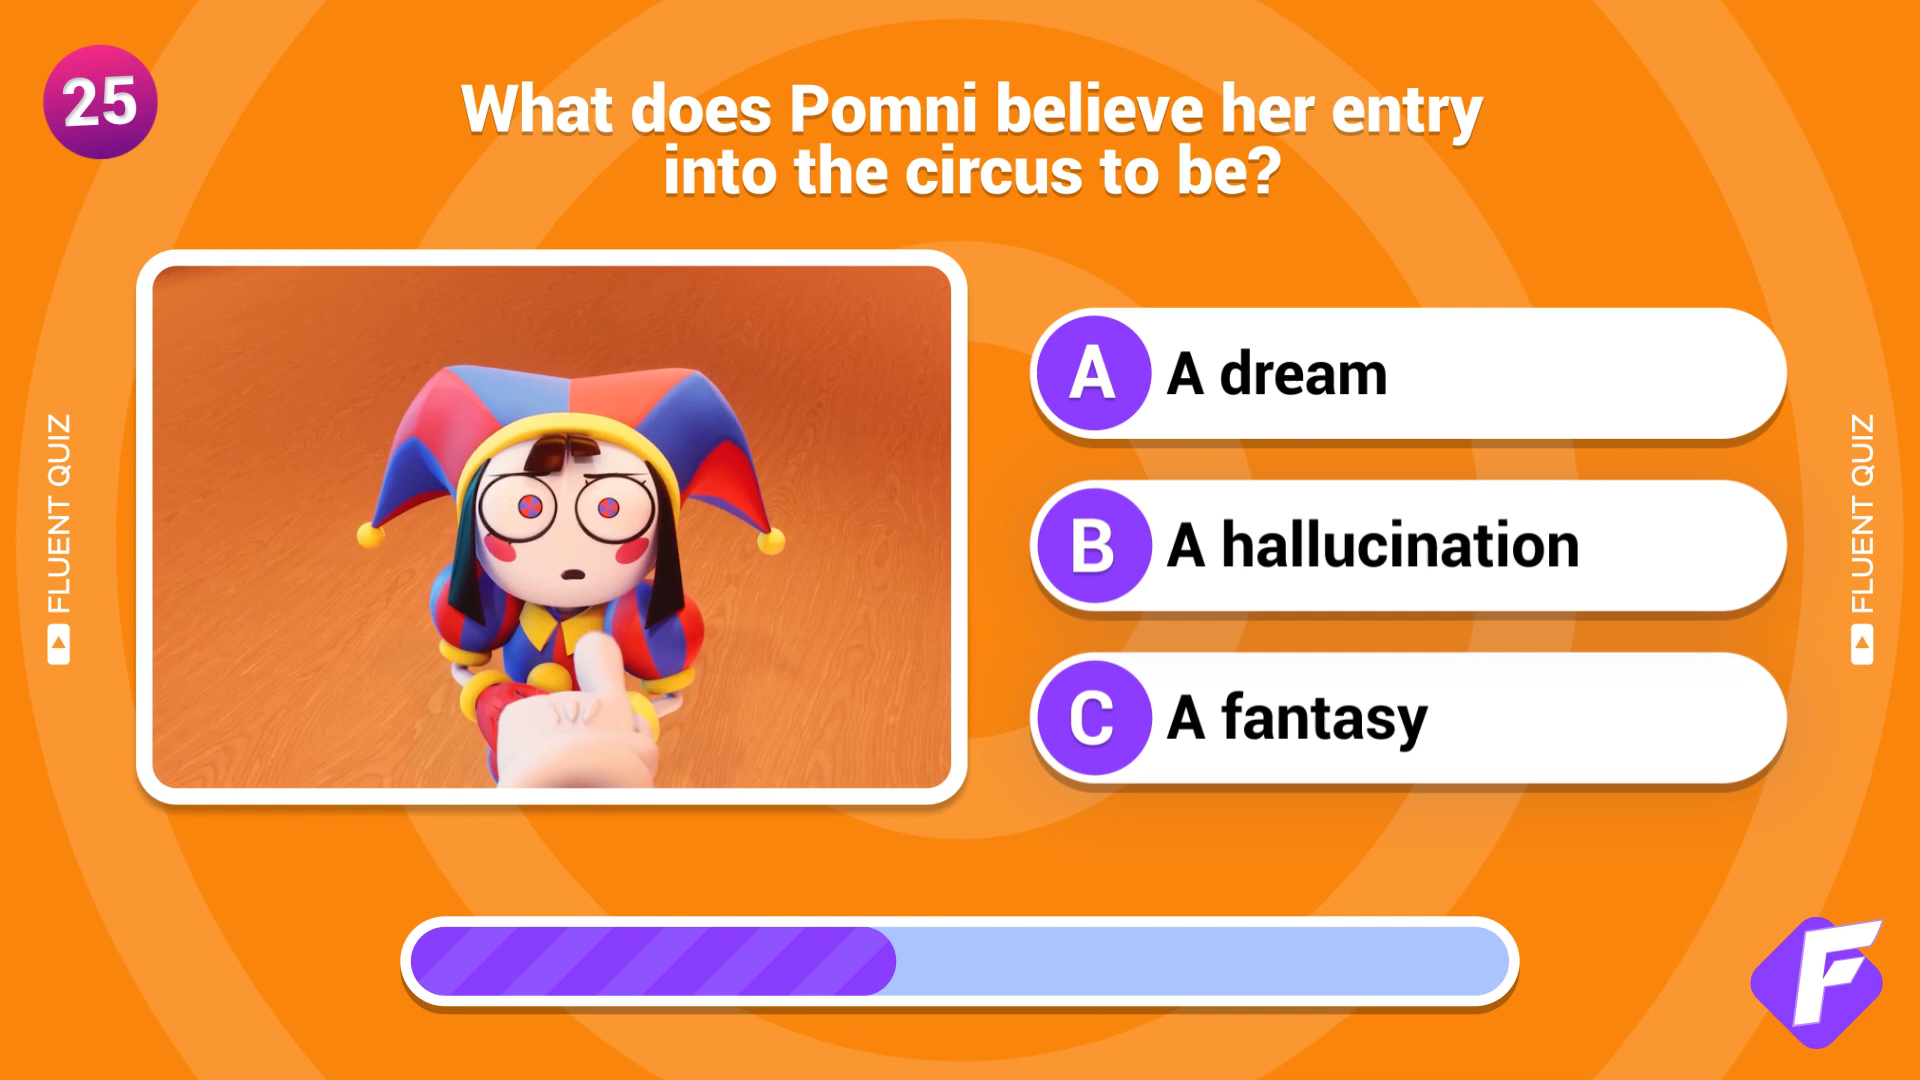 25
What does Pomni believe her entry
into the circus to be?
A A dream
B A hallucination
C A fantasy
FLUENT QUIZ
FLUENT QUIZ
F